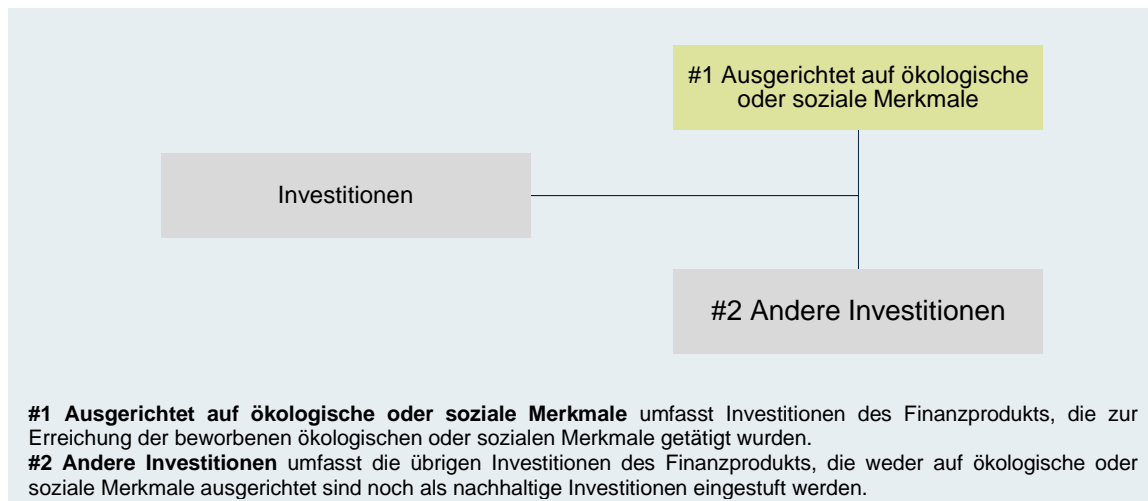 #1 Ausgerichtet auf ökologische
oder soziale Merkmale
Investitionen
#2 Andere Investitionen
#1 Ausgerichtet auf ökologische oder soziale Merkmale umfasst Investitionen des Finanzprodukts, die zur
Erreichung der beworbenen ökologischen oder sozialen Merkmale getätigt wurden.
#2 Andere Investitionen umfasst die übrigen Investitionen des Finanzprodukts, die weder auf ökologische oder
soziale Merkmale ausgerichtet sind noch als nachhaltige Investitionen eingestuft werden.